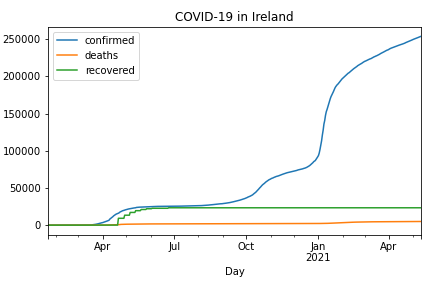 COVID-19 in Ireland
confirmed
deaths
recovered
250000
200000
150000
100000
50000
0
Apr Jul Oct Jan Apr
2021
Day